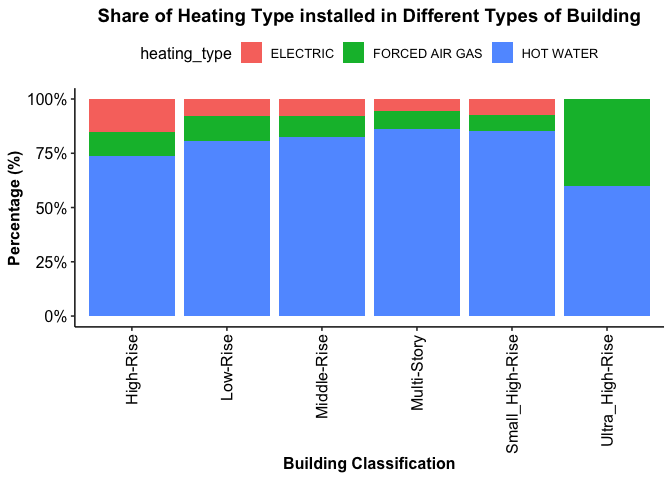 Share of Heating Type installed in Different Types of Building
heating_type ELECTRIC FORCED AIR GAS HOT WATER
100%
75%
50%
25%
0%
Percentage (%)
High-Rise
Low-Rise
Middle-Rise
Multi-Story
Small_High-Rise
Ultra_High-Rise
Building Classification